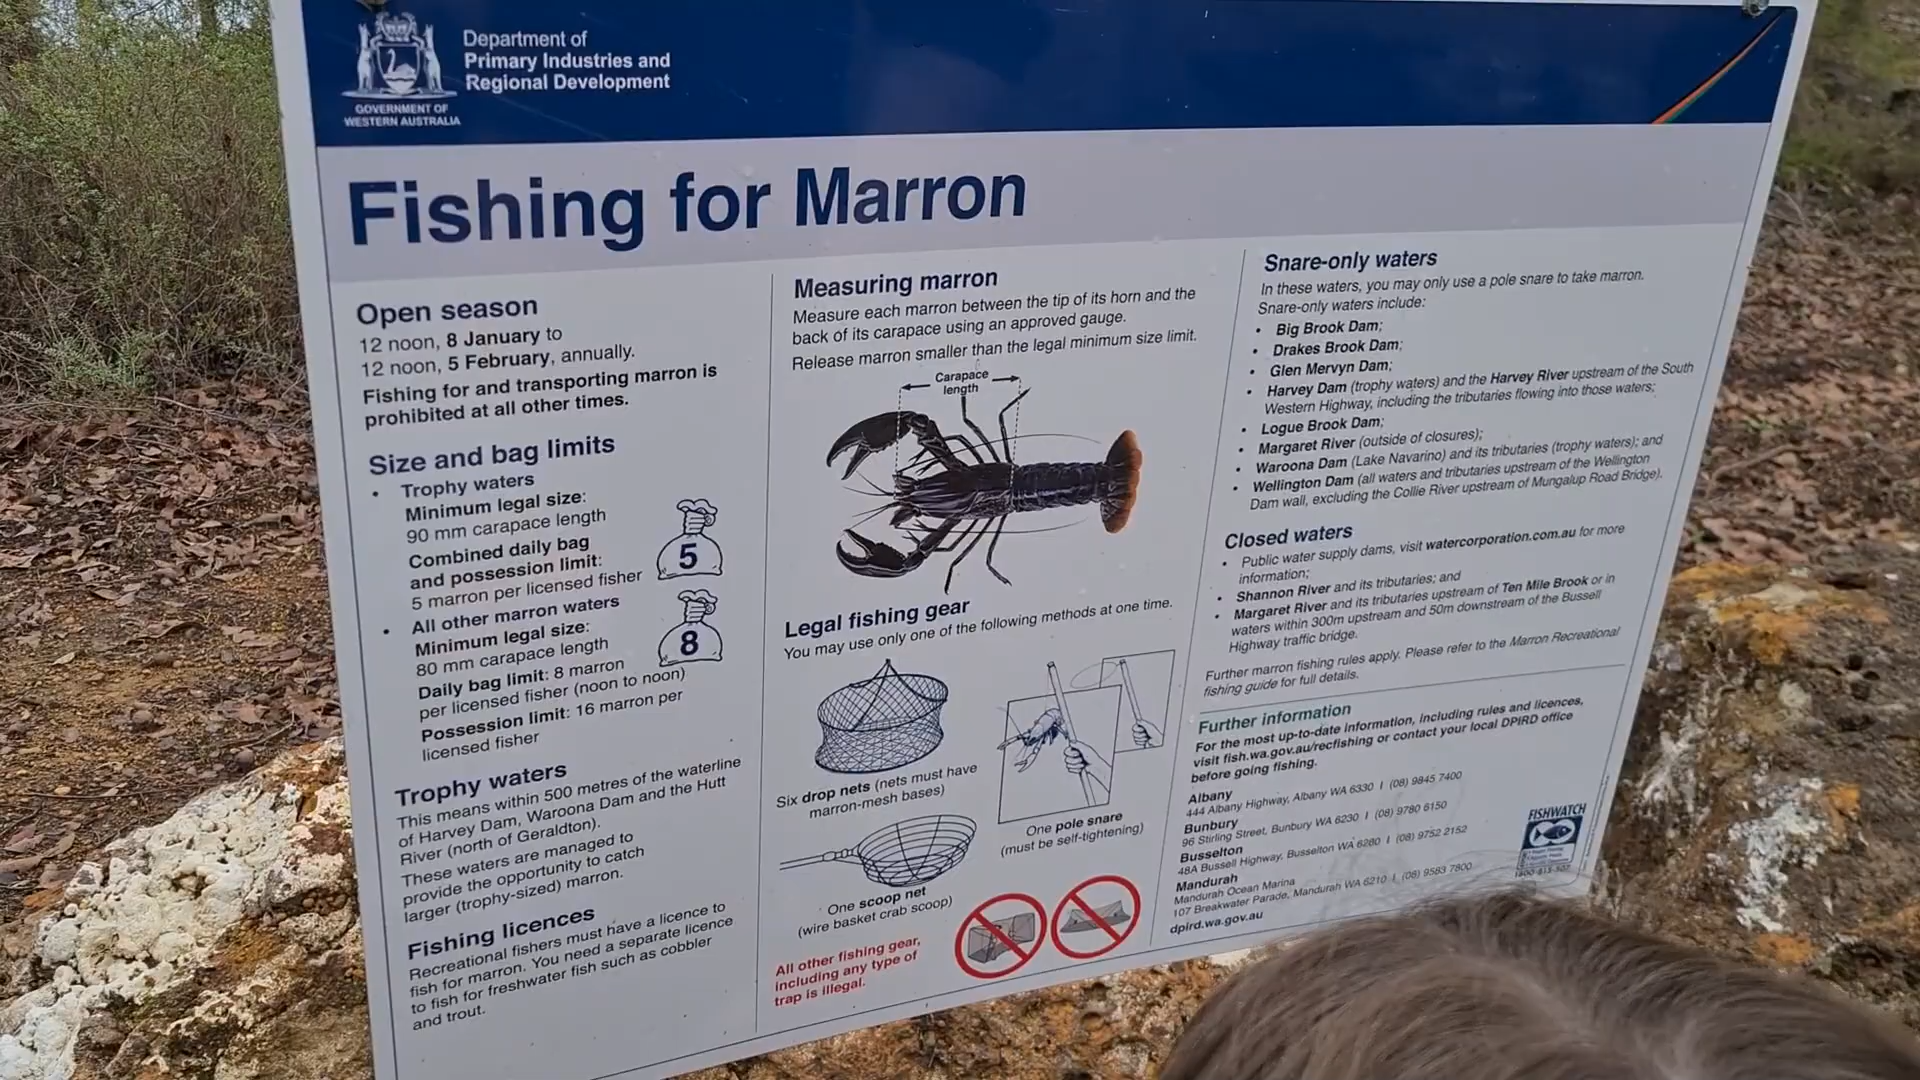 GOVERNMENT OF
WESTERN AUSTRALIA
Department of
Primary Industries and
Regional Development
Fishing for Marron
Open season
12 noon, 8 January to
12 noon, 5 February, annually.
Fishing for and transporting marron is
prohibited at all other times.
Size and bag limits
• Trophy waters
Minimum legal size:
90 mm carapace length
Combined daily bag
and possession limit:
5 marron per licensed fisher
5
• All other marron waters
Minimum legal size:
80 mm carapace length
Daily bag limit: 8 marron
per licensed fisher (noon to noon)
Possession limit: 16 marron per
licensed fisher
8
Trophy waters
This means within 500 metres of the waterline
of Harvey Dam, Waroona Dam and the Hutt
River (north of Geraldton).
These waters are managed to
provide the opportunity to catch
larger (trophy-sized) marron.
Fishing licences
Recreational fishers must have a licence to
fish for marron. You need a separate licence
to fish for freshwater fish such as cobbler
and trout.
Measuring marron
Measure each marron between the tip of its horn and the
back of its carapace using an approved gauge.
Release marron smaller than the legal minimum size limit.
Carapace
length
Legal fishing gear
You may use only one of the following methods at one time.
Six drop nets (nets must have
marron-mesh bases)
One pole snare
(must be self-tightening)
One scoop net
(wire basket crab scoop)
All other fishing gear,
including any type of
trap is illegal.
Snare-only waters
In these waters, you may only use a pole snare to take marron.
Snare-only waters include:
• Big Brook Dam;
• Drakes Brook Dam;
• Glen Mervyn Dam;
• Harvey Dam (trophy waters) and the Harvey River upstream of the South
Western Highway, including the tributaries flowing into those waters;
• Logue Brook Dam;
• Margaret River (outside of closures);
• Waroona Dam (Lake Navarino) and its tributaries (trophy waters); and
• Wellington Dam (all waters and tributaries upstream of the Wellington
Dam wall, excluding the Collie River upstream of Mungalup Road Bridge).
Closed waters
• Public water supply dams, visit watercorporation.com.au for more
information;
• Shannon River and its tributaries; and
• Margaret River and its tributaries upstream of Ten Mile Brook or in
waters within 300m upstream and 50m downstream of the Bussell
Highway traffic bridge.
Further marron fishing rules apply. Please refer to the Marron Recreational
fishing guide for full details.
Further information
For the most up-to-date information, including rules and licences,
visit fish.wa.gov.au/recfishing or contact your local DPIRD office
before going fishing.
Albany
444 Albany Highway, Albany WA 6330 I (08) 9845 7400
Bunbury
96 Stirling Street, Bunbury WA 6230 I (08) 9780 6150
Busselton
48A Bussell Highway, Busselton WA 6280 I (08) 9752 2152
Mandurah
Mandurah Ocean Marina
107 Breakwater Parade, Mandurah WA 6210 I (08) 9583 7800
dpird.wa.gov.au
FISHWATCH
1800-815-507